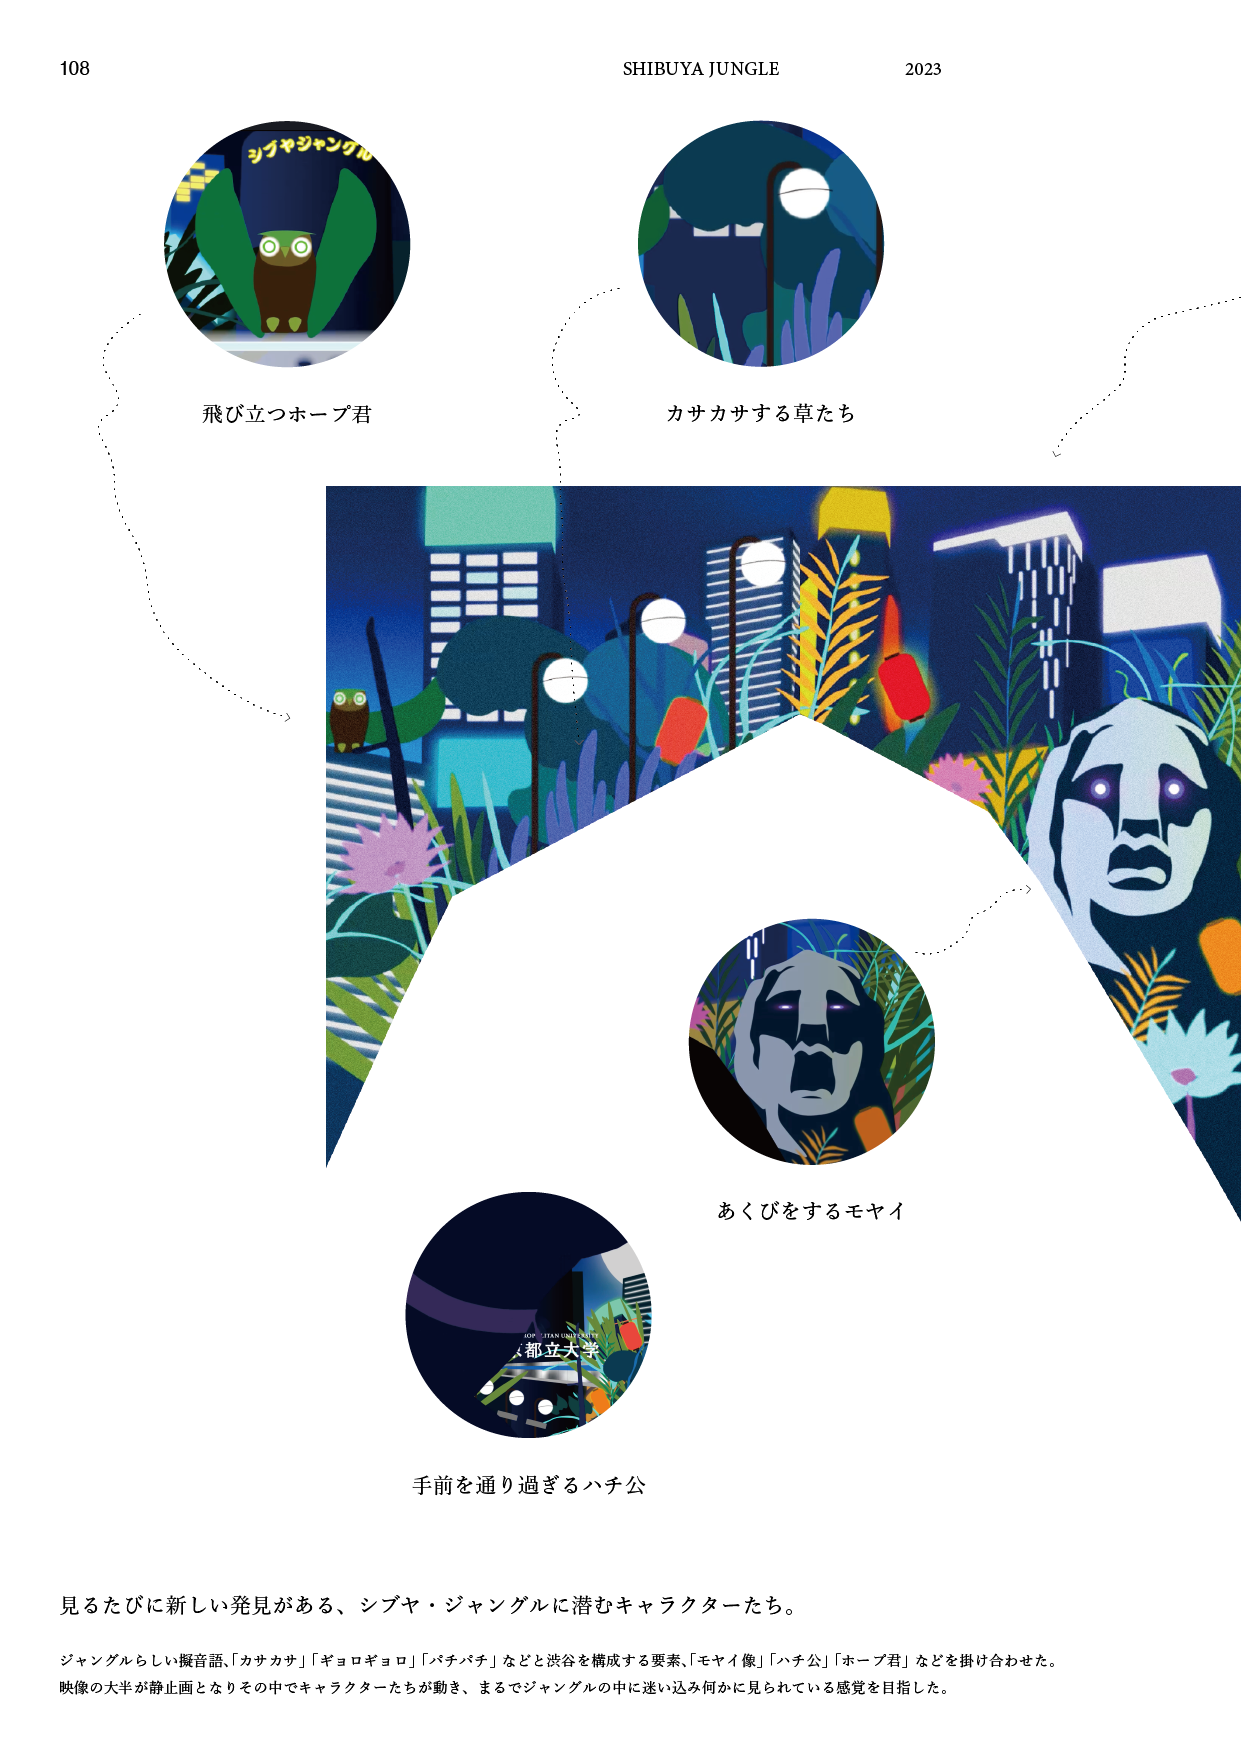 108
SHIBUYA JUNGLE
2023
シブヤジャングル
飛び立つホープ君
カサカサする草たち
あくびをするモヤイ
ITAN UNIVERSITY
都立大学
手前を通り過ぎるハチ公
見るたびに新しい発見がある、シブヤ・ジャングルに潜むキャラクターたち。
ジャングルらしい擬音語、「カサカサ」「ギョロギョロ」「パチパチ」などと渋谷を構成する要素、「モヤイ像」「ハチ公」「ホープ君」などを掛け合わせた。
映像の大半が静止画となりその中でキャラクターたちが動き、まるでジャングルの中に迷い込み何かに見られている感覚を目指した。